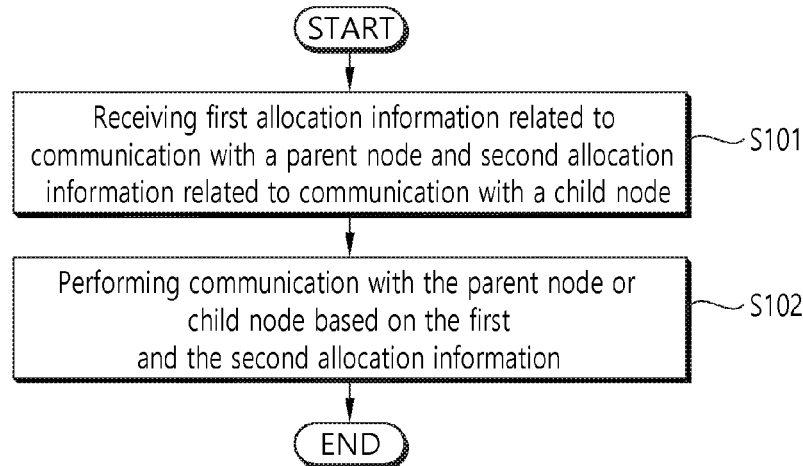 START
Receiving first allocation information related to
communication with a parent node and second allocation
information related to communication with a child node
S101
Performing communication with the parent node or
child node based on the first
and the second allocation information
S102
END